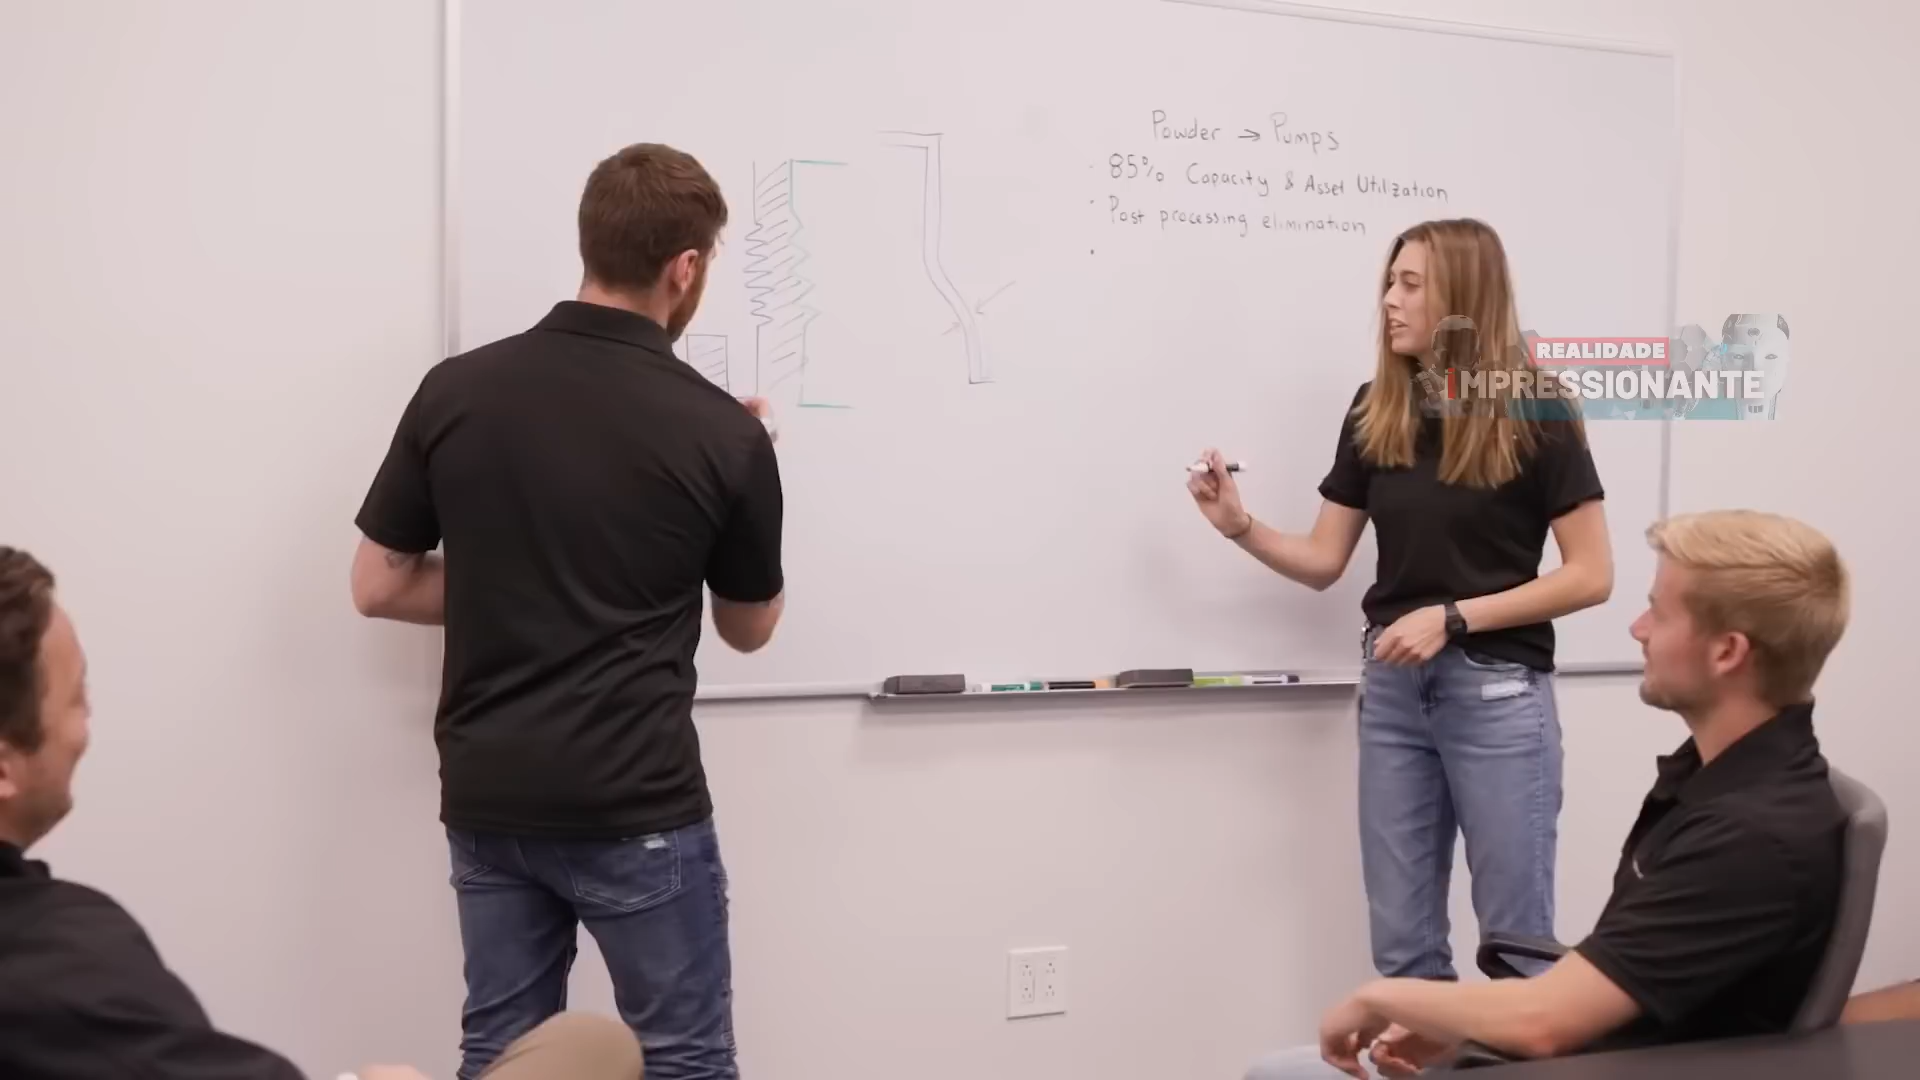 Powder → Pumps
· 85% Capacity & Asset Utilization
· Post processing elimination
·
REALIDADE
iMPRESSIONANTE